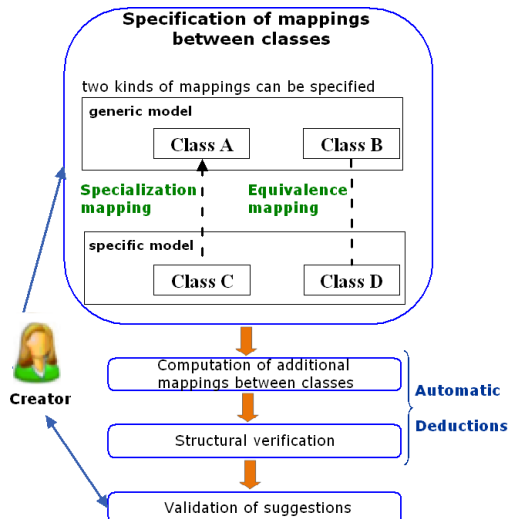 Specification of mappings
between classes
two kinds of mappings can be specified
generic model
Class A
Class B
Specialization
mapping
Equivalence
mapping
specific model
Class C
Class D
Creator
Computation of additional
mappings between classes
Automatic
Deductions
Structural verification
Validation of suggestions